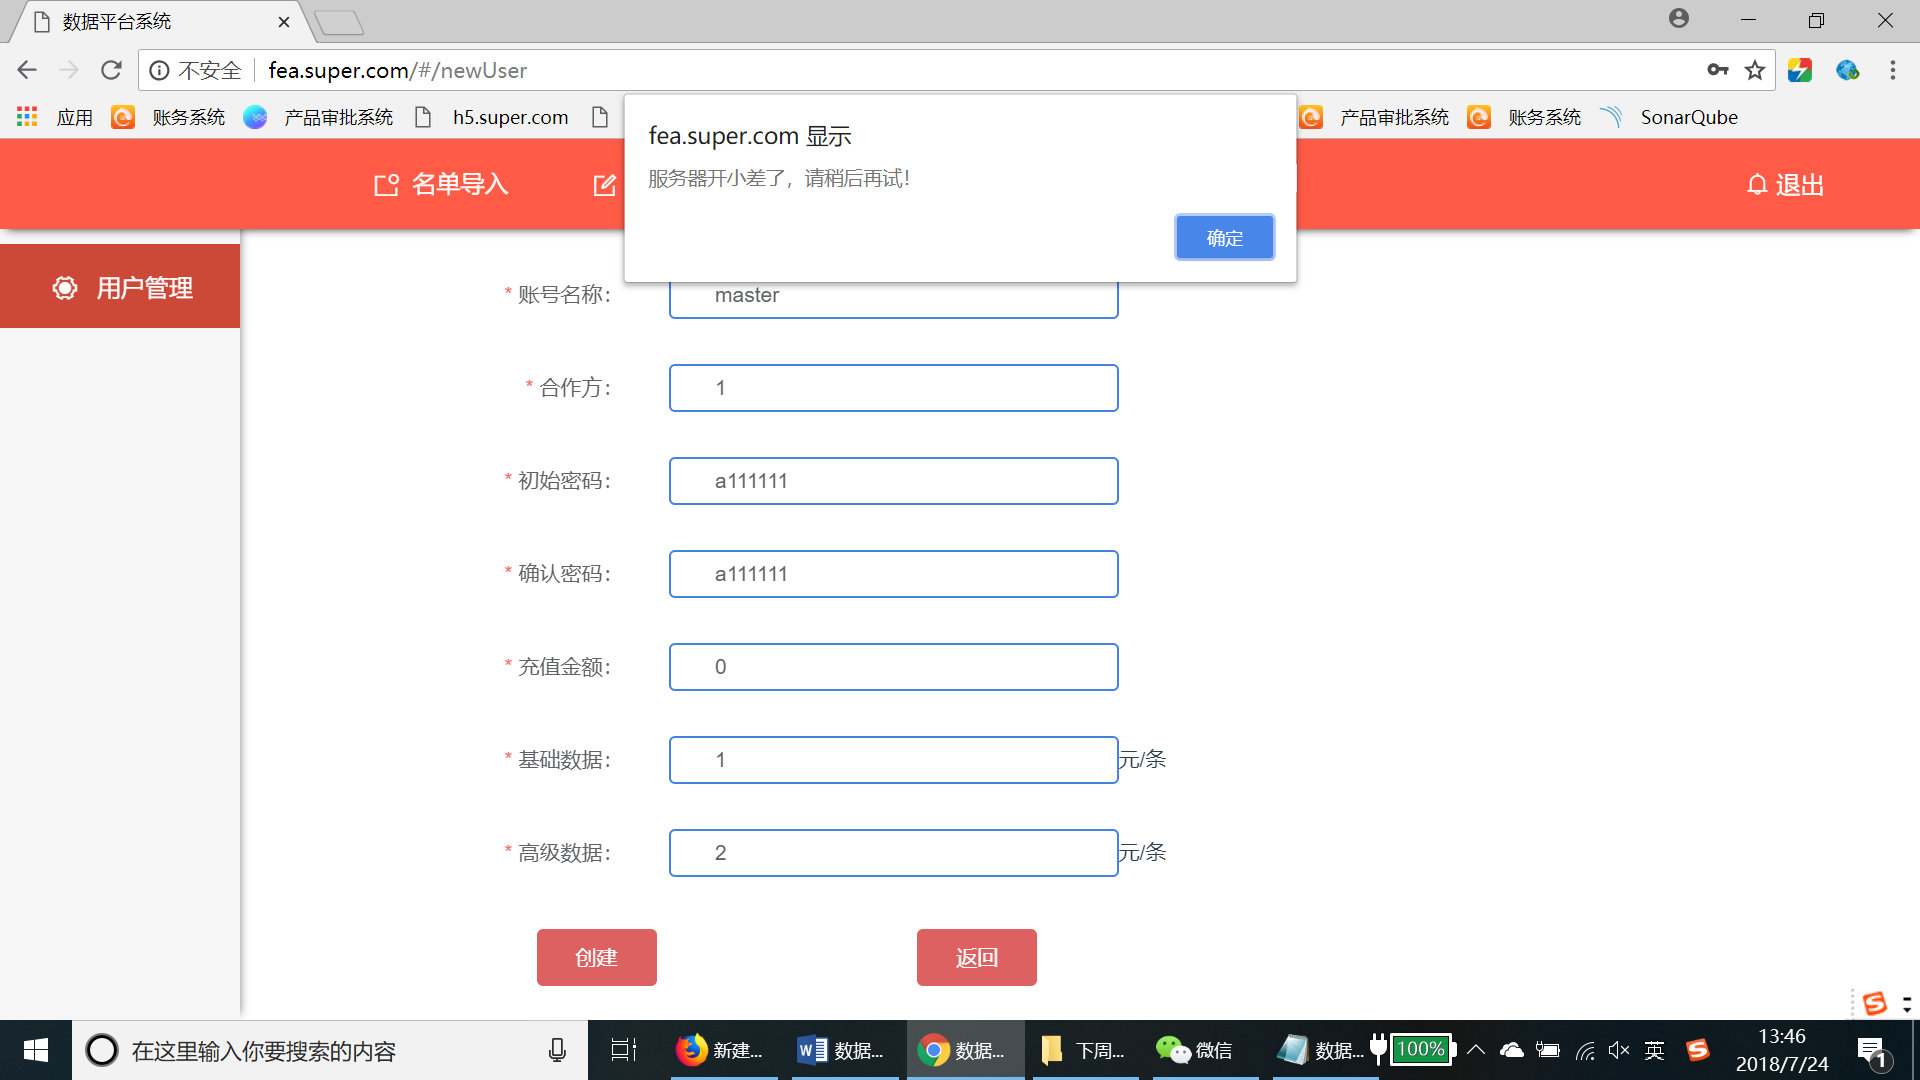 数据平台系统
不安全 fea.super.com/#/newUser
应用 账务系统 产品审批系统 h5.super.com 产品审批系统 账务系统 SonarQube
fea.super.com 显示
服务器开小差了，请稍后再试！
确定
名单导入 退出
用户管理
* 账号名称： master
* 合作方： 1
* 初始密码： a111111
* 确认密码： a111111
* 充值金额： 0
* 基础数据： 1 元/条
* 高级数据： 2 元/条
创建 返回
在这里输入你要搜索的内容 新建... 数据... 数据... 下周... 微信 数据... 100% 英 13:46
2018/7/24 1